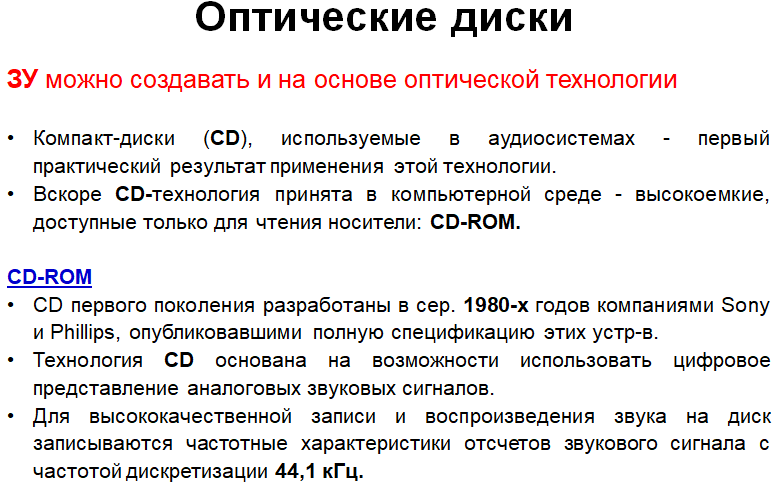 Оптические диски
ЗУ можно создавать и на основе оптической технологии
• Компакт-диски (CD), используемые в аудиосистемах - первый
практический результат применения этой технологии.
• Вскоре CD-технология принята в компьютерной среде - высокоемкие,
доступные только для чтения носители: CD-ROM.
CD-ROM
• CD первого поколения разработаны в сер. 1980-х годов компаниями Sony
и Phillips, опубликовавшими полную спецификацию этих устр-в.
• Технология CD основана на возможности использовать цифровое
представление аналоговых звуковых сигналов.
• Для высококачественной записи и воспроизведения звука на диск
записываются частотные характеристики отсчетов звукового сигнала с
частотой дискретизации 44,1 кГц.